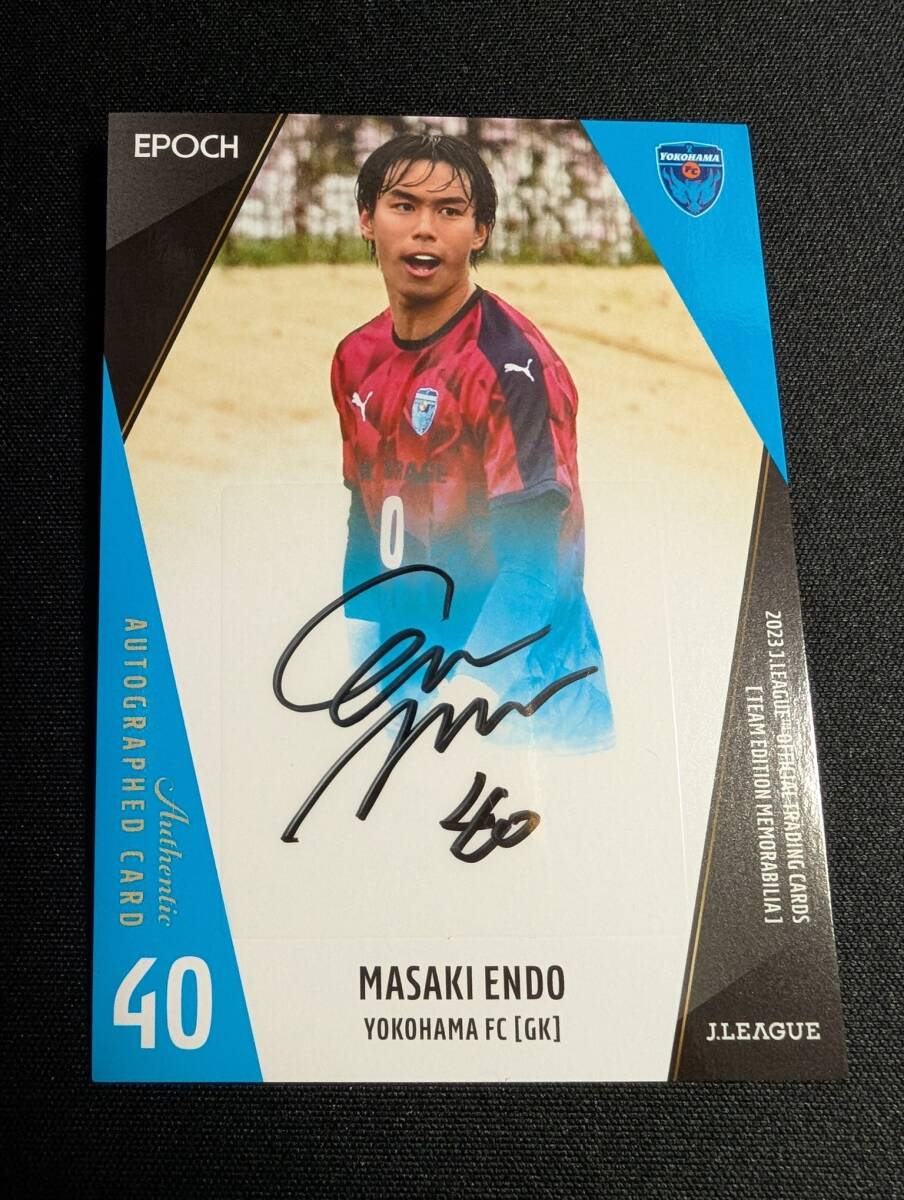 EPOCH
YOKOHAMA
FC
0
40
AUTOGRAPHED CARD
Authentic
40
MASAKI ENDO
YOKOHAMA FC [GK]
2023 J.LEAGUE OFFICIAL TRADING CARDS
[TEAM EDITION MEMORABILIA]
J.LEAGUE